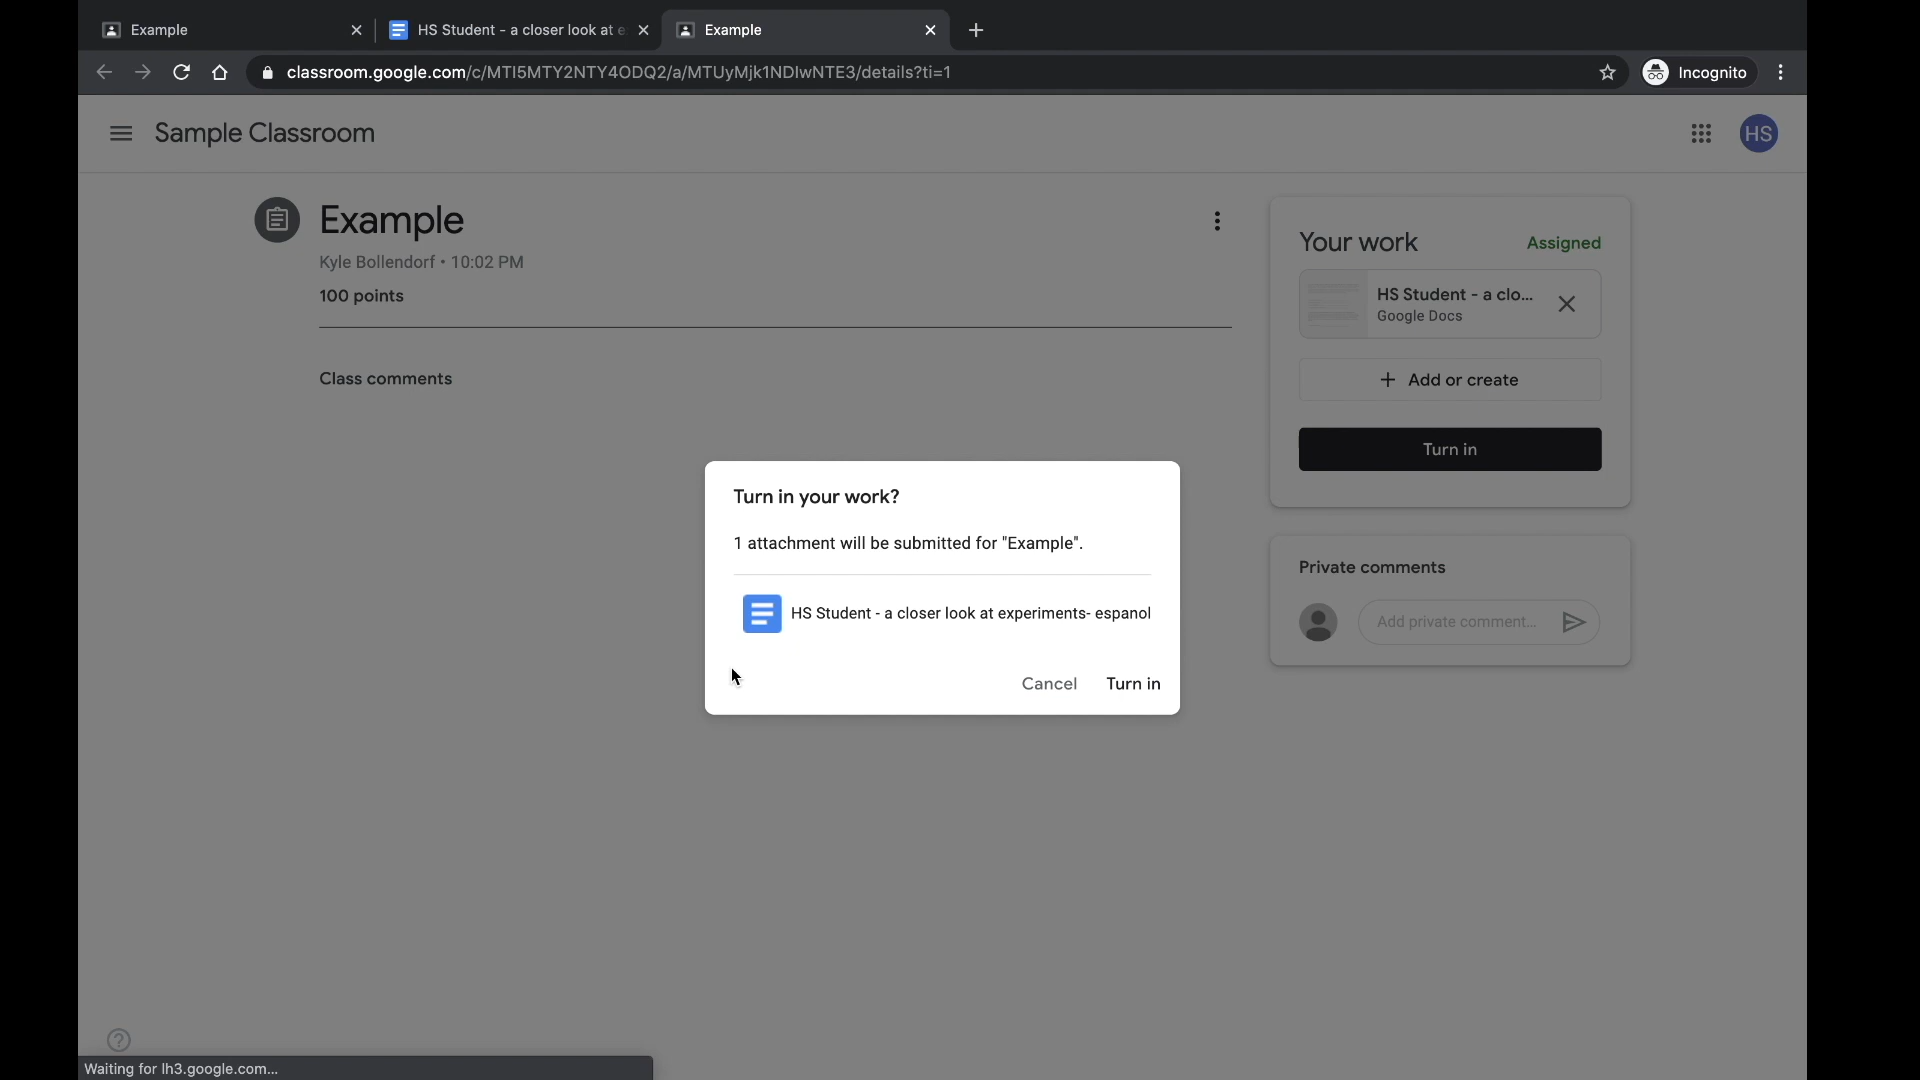 Example
HS Student - a closer look at e
Example
classroom.google.com/c/MTI5MTY2NTY4ODQ2/a/MTUyMjk1NDIwNTE3/details?ti=1
Incognito
Sample Classroom
HS
Example
Kyle Bollendorf • 10:02 PM
100 points
Class comments
Your work
Assigned
HS Student - a clo...
Google Docs
+ Add or create
Turn in
Turn in your work?
1 attachment will be submitted for "Example".
HS Student - a closer look at experiments- espanol
Cancel
Turn in
Private comments
Add private comment...
Waiting for lh3.google.com...